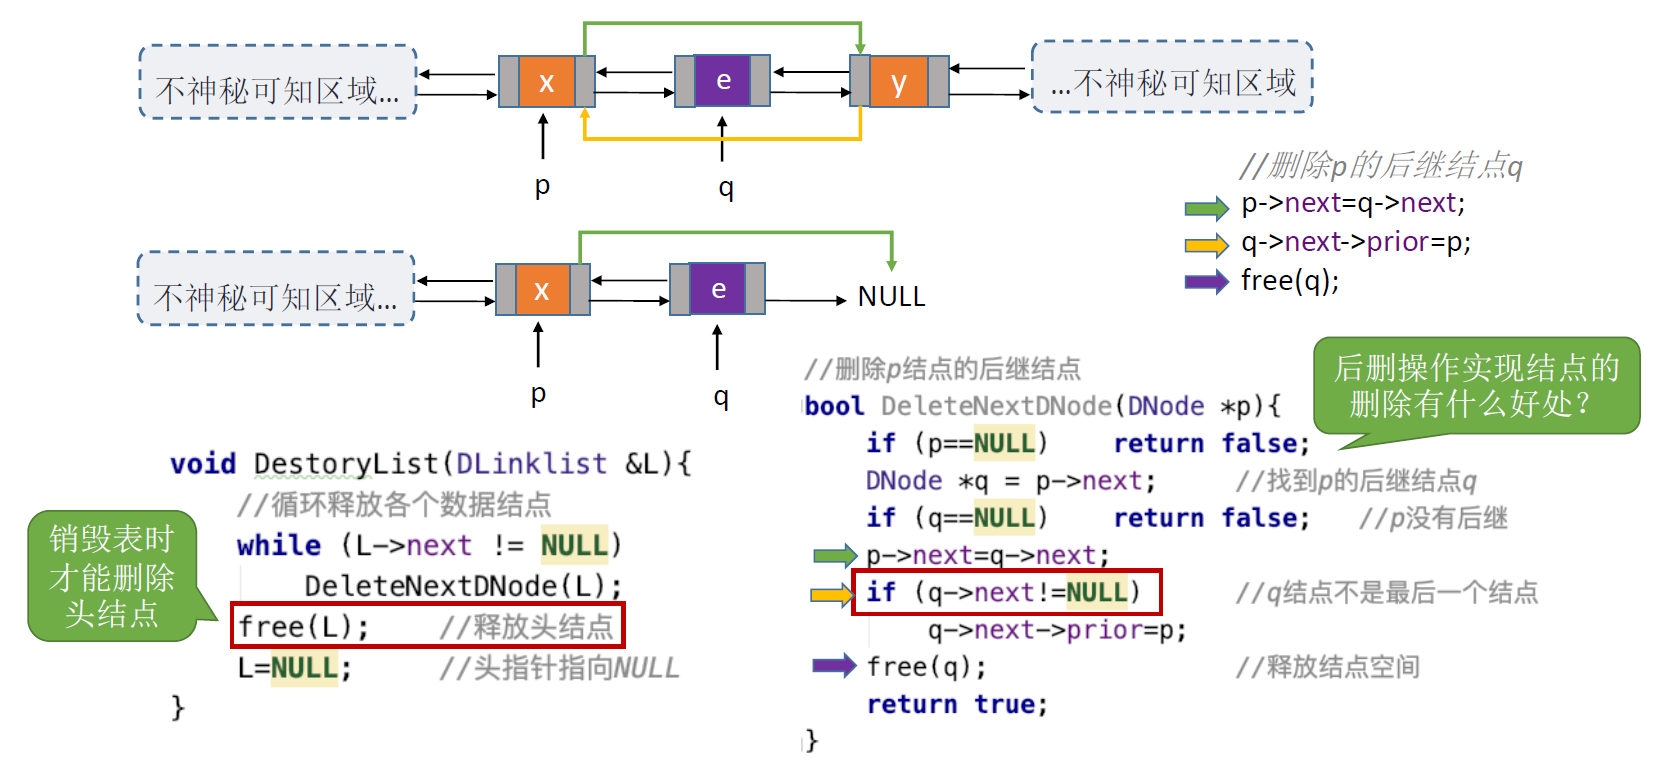 不神秘可知区域...
x
e
y
...不神秘可知区域
p
q
//删除p的后继结点q
p->next=q->next;
q->next->prior=p;
free(q);
不神秘可知区域...
x
e
NULL
p
q
后删操作实现结点的
删除有什么好处？
void DestoryList(DLinklist &L){
//循环释放各个数据结点
while (L->next != NULL)
DeleteNextDNode(L);
free(L); //释放头结点
L=NULL; //头指针指向NULL
}
销毁表时
才能删除
头结点
//删除p结点的后继结点
bool DeleteNextDNode(DNode *p){
if (p==NULL) return false;
DNode *q = p->next; //找到p的后继结点q
if (q==NULL) return false; //p没有后继
p->next=q->next;
if (q->next!=NULL) //q结点不是最后一个结点
q->next->prior=p;
free(q); //释放结点空间
return true;
}